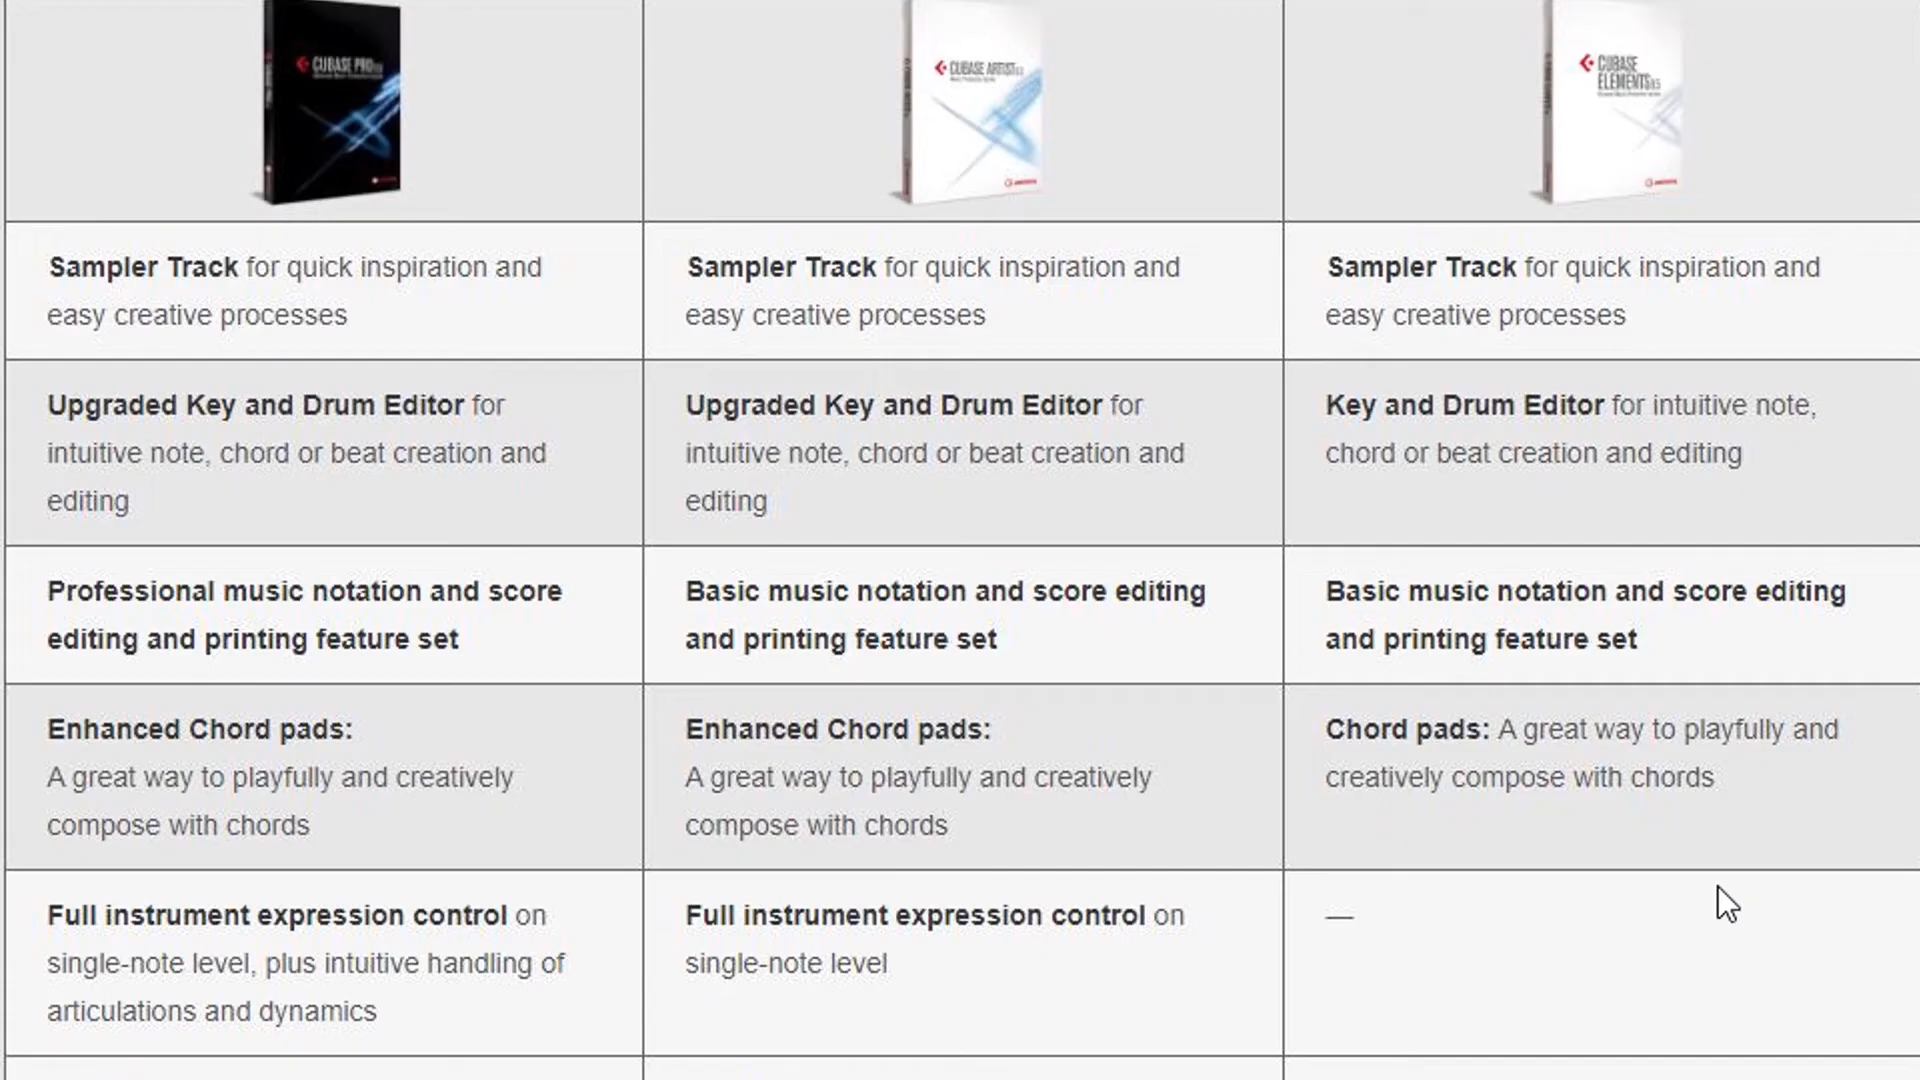 CUBASE PRO
CUBASE ARTIST
CUBASE
ELEMENTS
Sampler Track for quick inspiration and
easy creative processes
Sampler Track for quick inspiration and
easy creative processes
Sampler Track for quick inspiration and
easy creative processes
Upgraded Key and Drum Editor for
intuitive note, chord or beat creation and
editing
Upgraded Key and Drum Editor for
intuitive note, chord or beat creation and
editing
Key and Drum Editor for intuitive note,
chord or beat creation and editing
Professional music notation and score
editing and printing feature set
Basic music notation and score editing
and printing feature set
Basic music notation and score editing
and printing feature set
Enhanced Chord pads:
A great way to playfully and creatively
compose with chords
Enhanced Chord pads:
A great way to playfully and creatively
compose with chords
Chord pads: A great way to playfully and
creatively compose with chords
Full instrument expression control on
single-note level, plus intuitive handling of
articulations and dynamics
Full instrument expression control on
single-note level
—